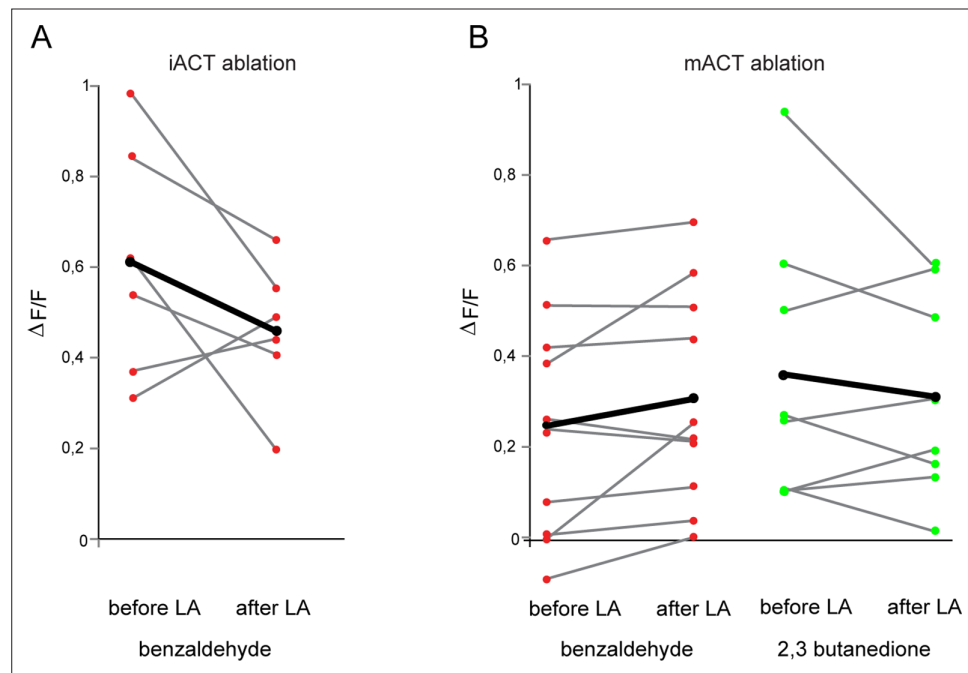 A
B
iACT ablation
mACT ablation
1
0,8
0,6
0,4
0,2
0
ΔF/F
before LA after LA
benzaldehyde
1
0,8
0,6
0,4
0,2
0
ΔF/F
before LA after LA before LA after LA
benzaldehyde 2,3 butanedione